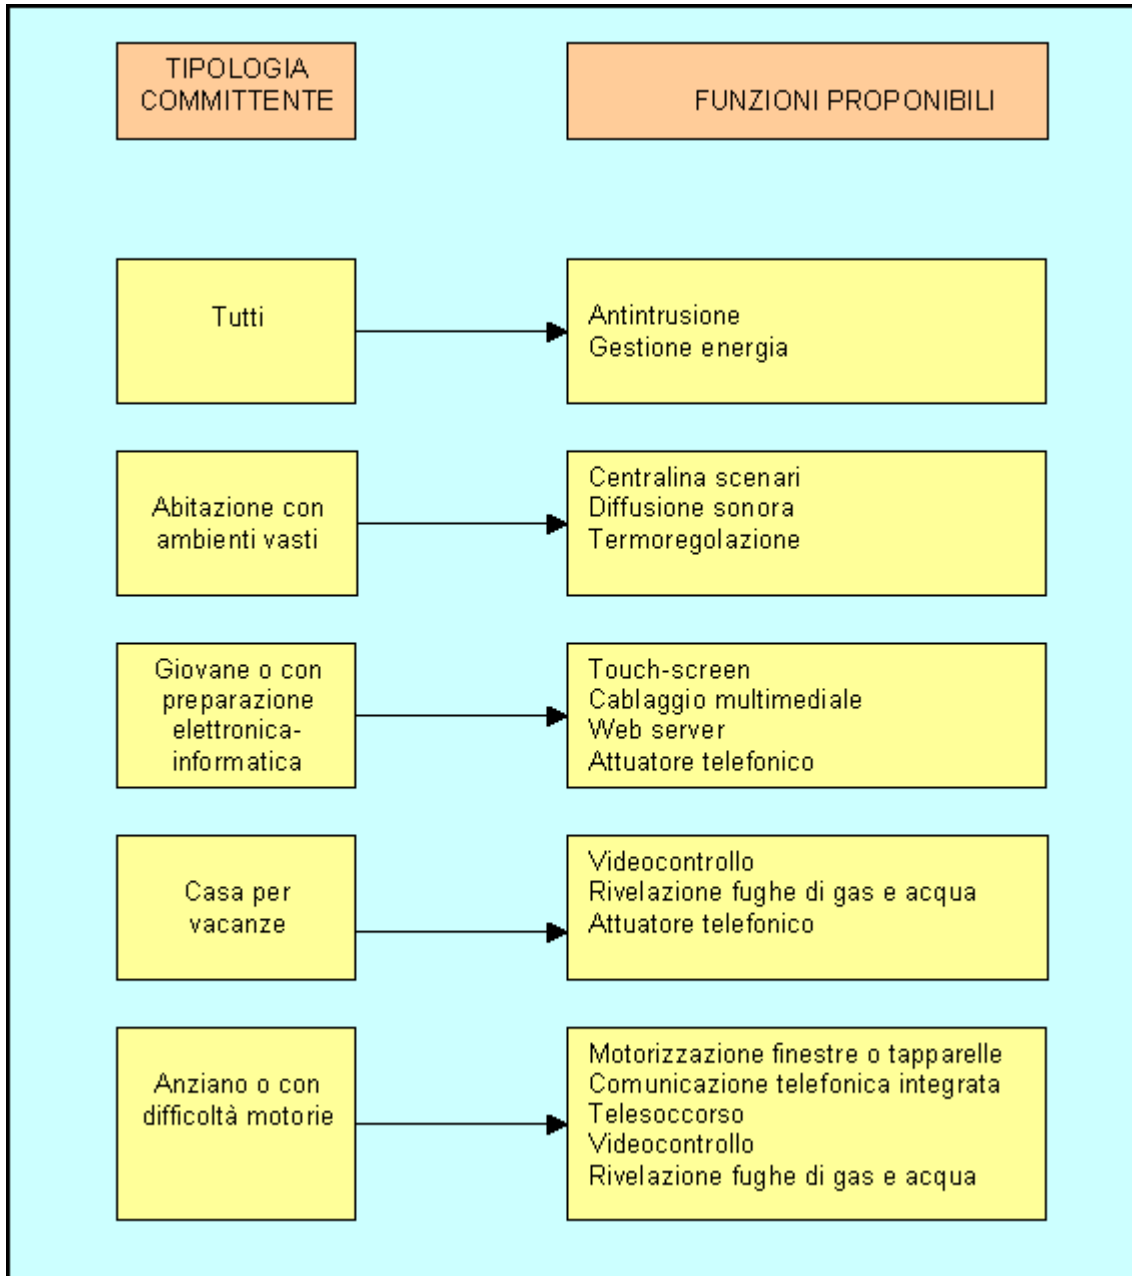 TIPOLOGIA
COMMITTENTE
FUNZIONI PROPONIBILI
Tutti
Antintrusione
Gestione energia
Abitazione con
ambienti vasti
Centralina scenari
Diffusione sonora
Termoregolazione
Giovane o con
preparazione
elettronica-
informatica
Touch-screen
Cablaggio multimediale
Web server
Attuatore telefonico
Casa per
vacanze
Videocontrollo
Rivelazione fughe di gas e acqua
Attuatore telefonico
Anziano o con
difficoltà motorie
Motorizzazione finestre o tapparelle
Comunicazione telefonica integrata
Telesoccorso
Videocontrollo
Rivelazione fughe di gas e acqua